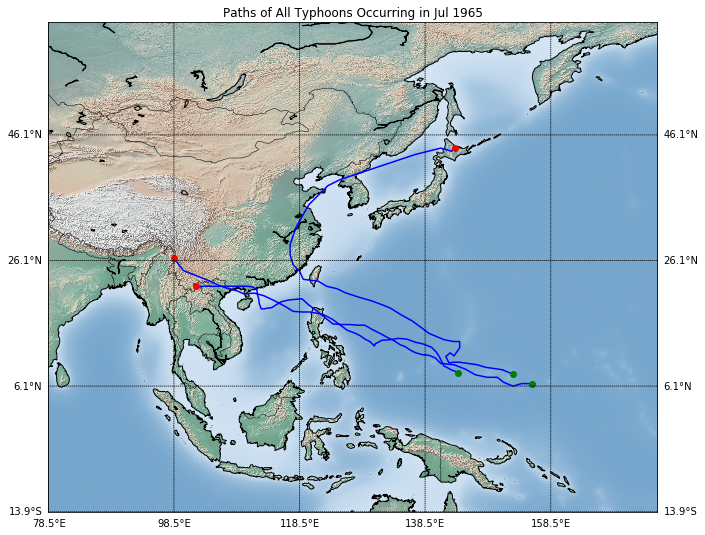 Paths of All Typhoons Occurring in Jul 1965
46.1°N 46.1°N
26.1°N 26.1°N
6.1°N 6.1°N
13.9°S 13.9°S
78.5°E 98.5°E 118.5°E 138.5°E 158.5°E